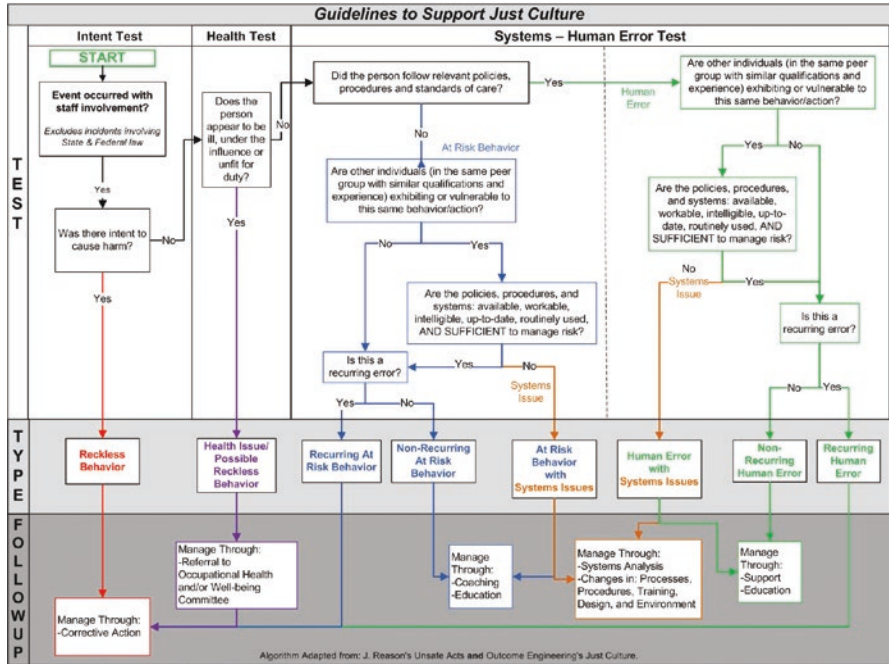 Guidelines to Support Just Culture
Intent Test
Health Test
Systems – Human Error Test
TEST
START
Event occurred with
staff involvement?
Excludes incidents involving
State & Federal law
Yes
Was there intent to
cause harm?
No
Yes
Does the
person
appear to be
ill, under the
influence or
unfit for
duty?
No
Yes
Did the person follow relevant policies,
procedures and standards of care?
Yes
Human
Error
No
At Risk Behavior
Are other individuals (in the same peer
group with similar qualifications and
experience) exhibiting or vulnerable to
this same behavior/action?
No
Yes
Are the policies, procedures, and
systems: available, workable,
intelligible, up-to-date, routinely used,
AND SUFFICIENT to manage risk?
Yes
No
Systems
Issue
Is this a
recurring error?
Yes
No
Are other individuals (in the same peer
group with similar qualifications and
experience) exhibiting or vulnerable to
this same behavior/action?
Yes
No
Are the policies, procedures,
and systems: available,
workable, intelligible, up-to-
date, routinely used, AND
SUFFICIENT to manage risk?
No
Systems
Issue
Yes
Is this a
recurring error?
No
Yes
TYPE
Reckless
Behavior
Health Issue/
Possible
Reckless
Behavior
Recurring At
Risk Behavior
Non-Recurring
At Risk
Behavior
At Risk
Behavior
with Systems
Issues
Human Error
with
Systems Issues
Non-
Recurring
Human Error
Recurring
Human
Error
FOLLOWUP
Manage Through:
-Referral to
Occupational Health
and/or Well-being
Committee
Manage
Through:
-Coaching
-Education
Manage Through:
-Systems Analysis
-Changes in: Processes,
Procedures, Training,
Design, and Environment
Manage
Through:
-Support
-Education
Manage Through:
-Corrective Action
Algorithm Adapted from: J. Reason's Unsafe Acts and Outcome Engineering's Just Culture.